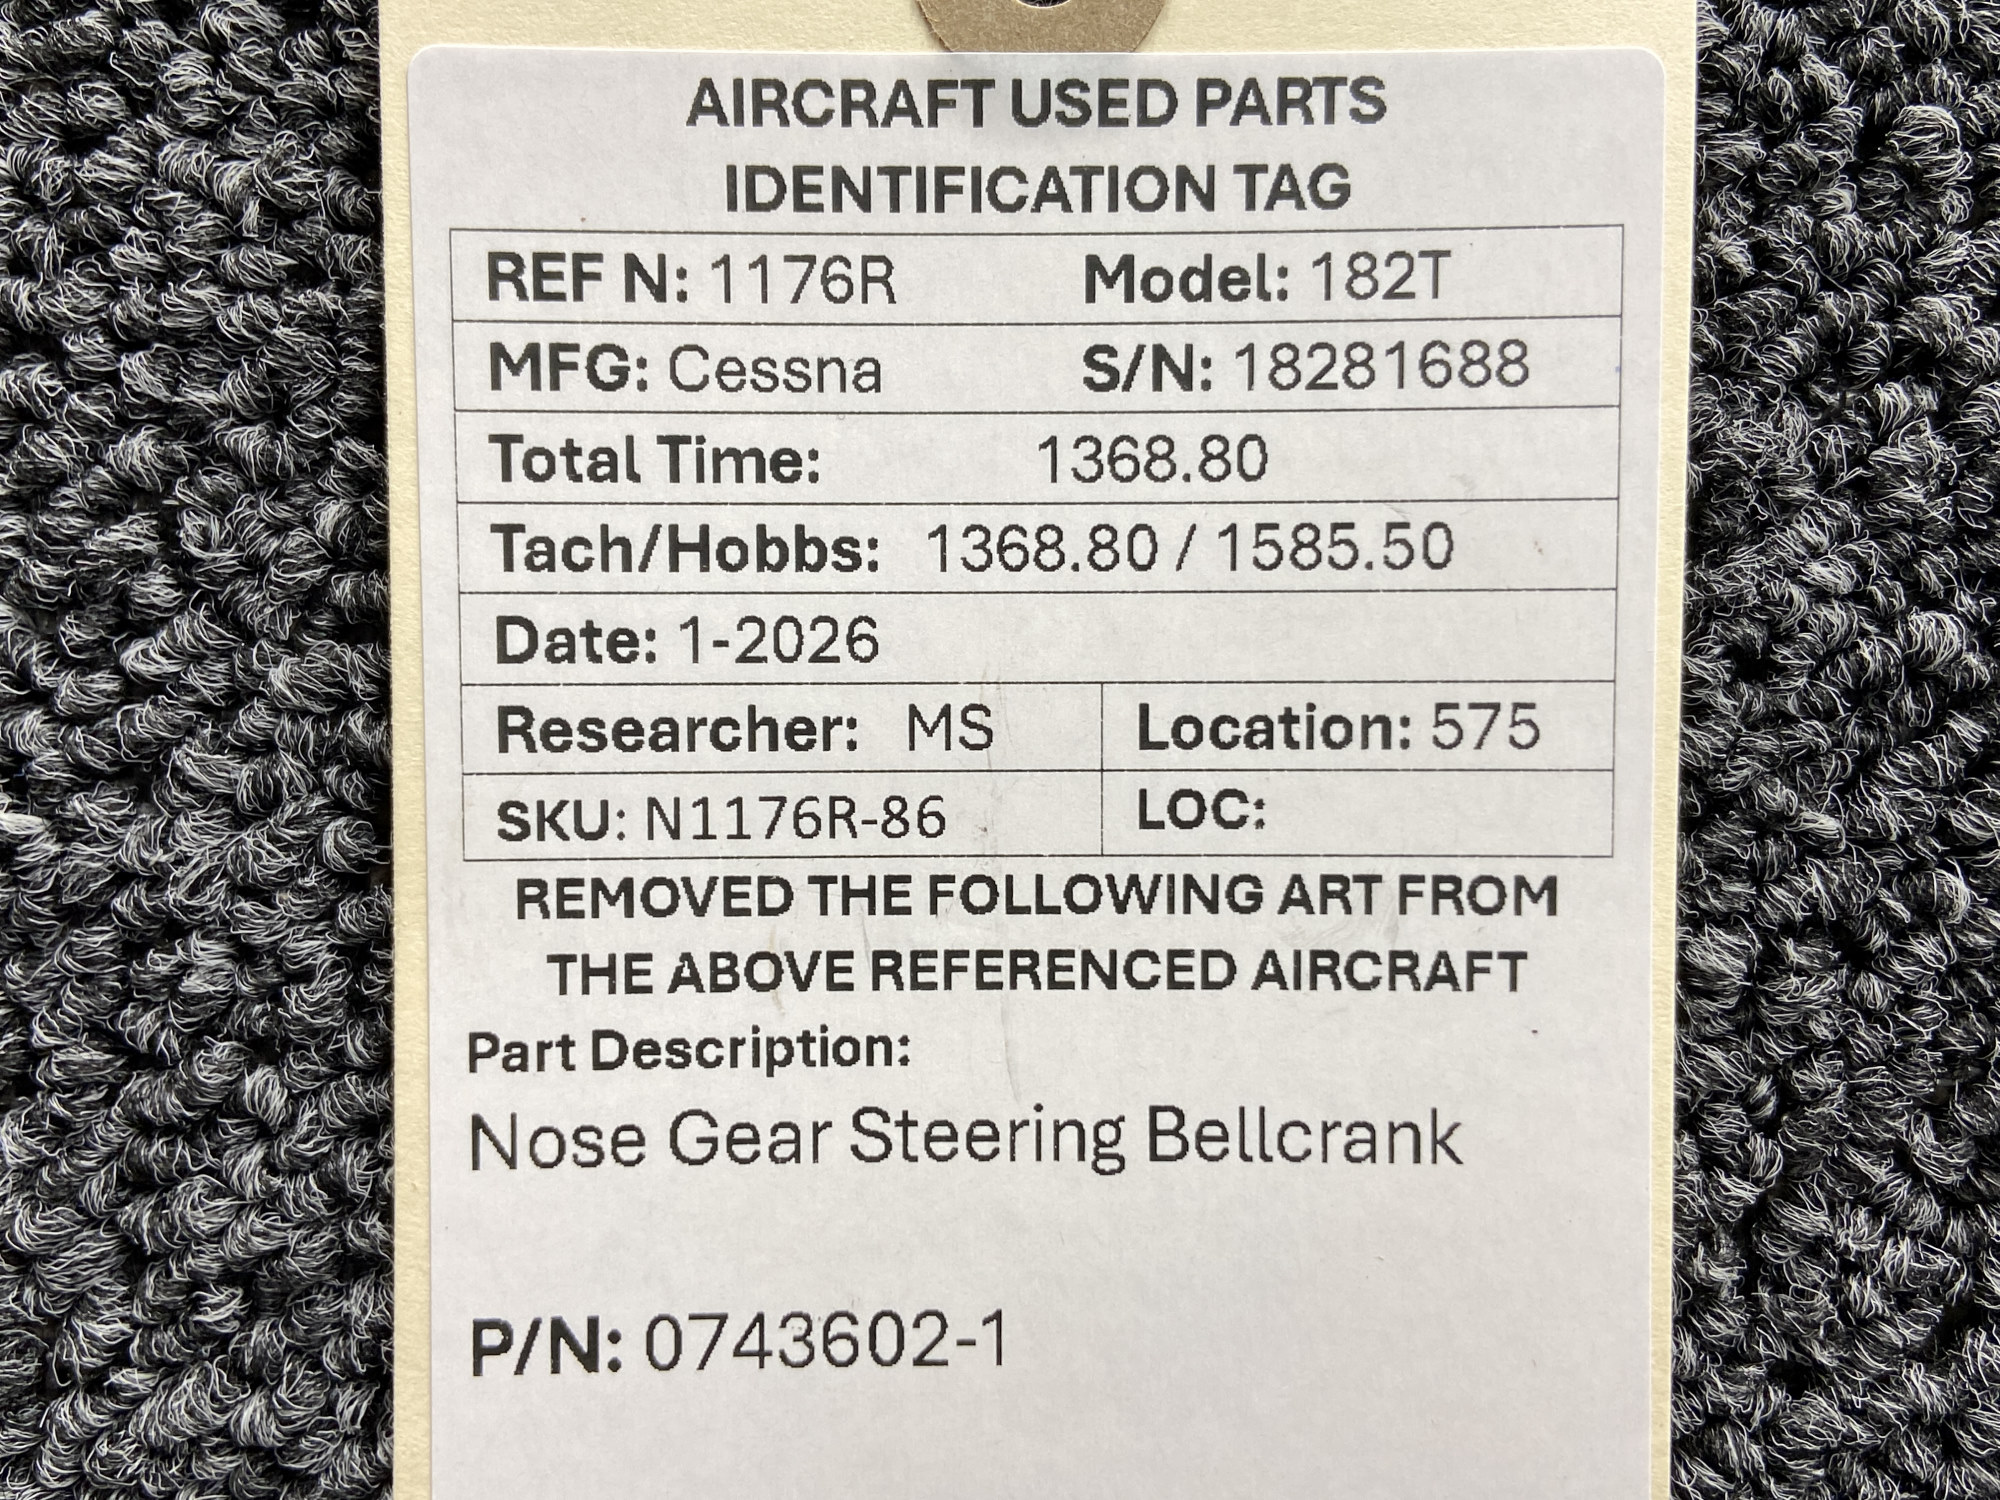 AIRCRAFT USED PARTS
IDENTIFICATION TAG
REF N: 1176R Model: 182T
MFG: Cessna S/N: 18281688
Total Time: 1368.80
Tach/Hobbs: 1368.80 / 1585.50
Date: 1-2026
Researcher: MS Location: 575
SKU: N1176R-86 LOC:
REMOVED THE FOLLOWING ART FROM
THE ABOVE REFERENCED AIRCRAFT
Part Description:
Nose Gear Steering Bellcrank
P/N: 0743602-1